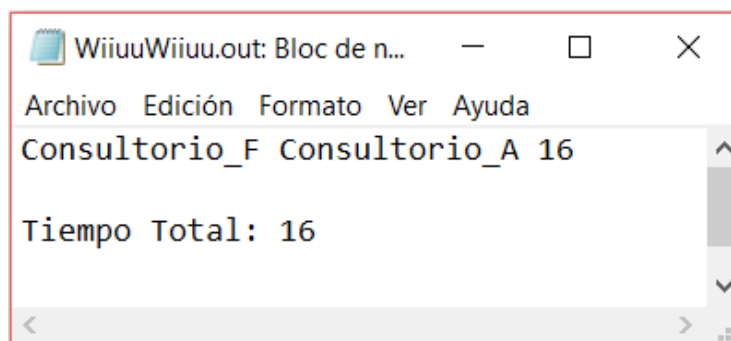 WiiuuWiiuu.out: Bloc de n...
Archivo Edición Formato Ver Ayuda
Consultorio_F Consultorio_A 16
Tiempo Total: 16